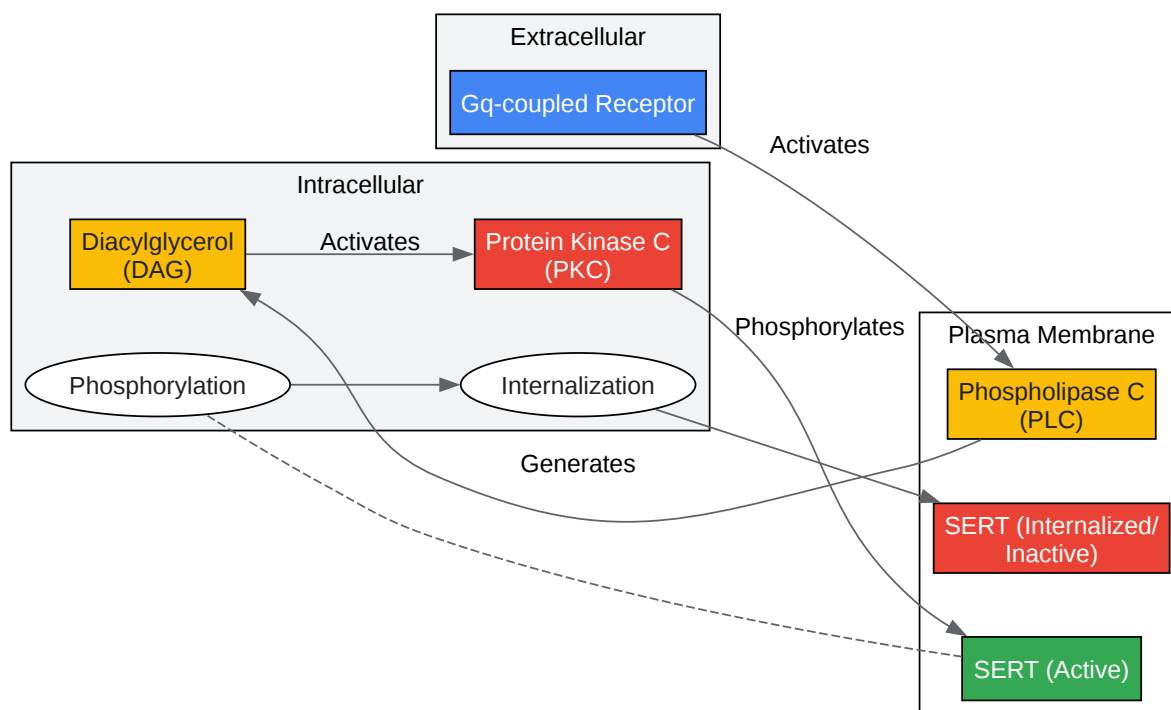 Extracellular
Gq-coupled Receptor
Activates
Intracellular
Diacylglycerol
(DAG)
Activates
Protein Kinase C
(PKC)
Phosphorylates
Plasma Membrane
Phosphorylation
Internalization
Phospholipase C
(PLC)
Generates
SERT (Internalized/
Inactive)
SERT (Active)